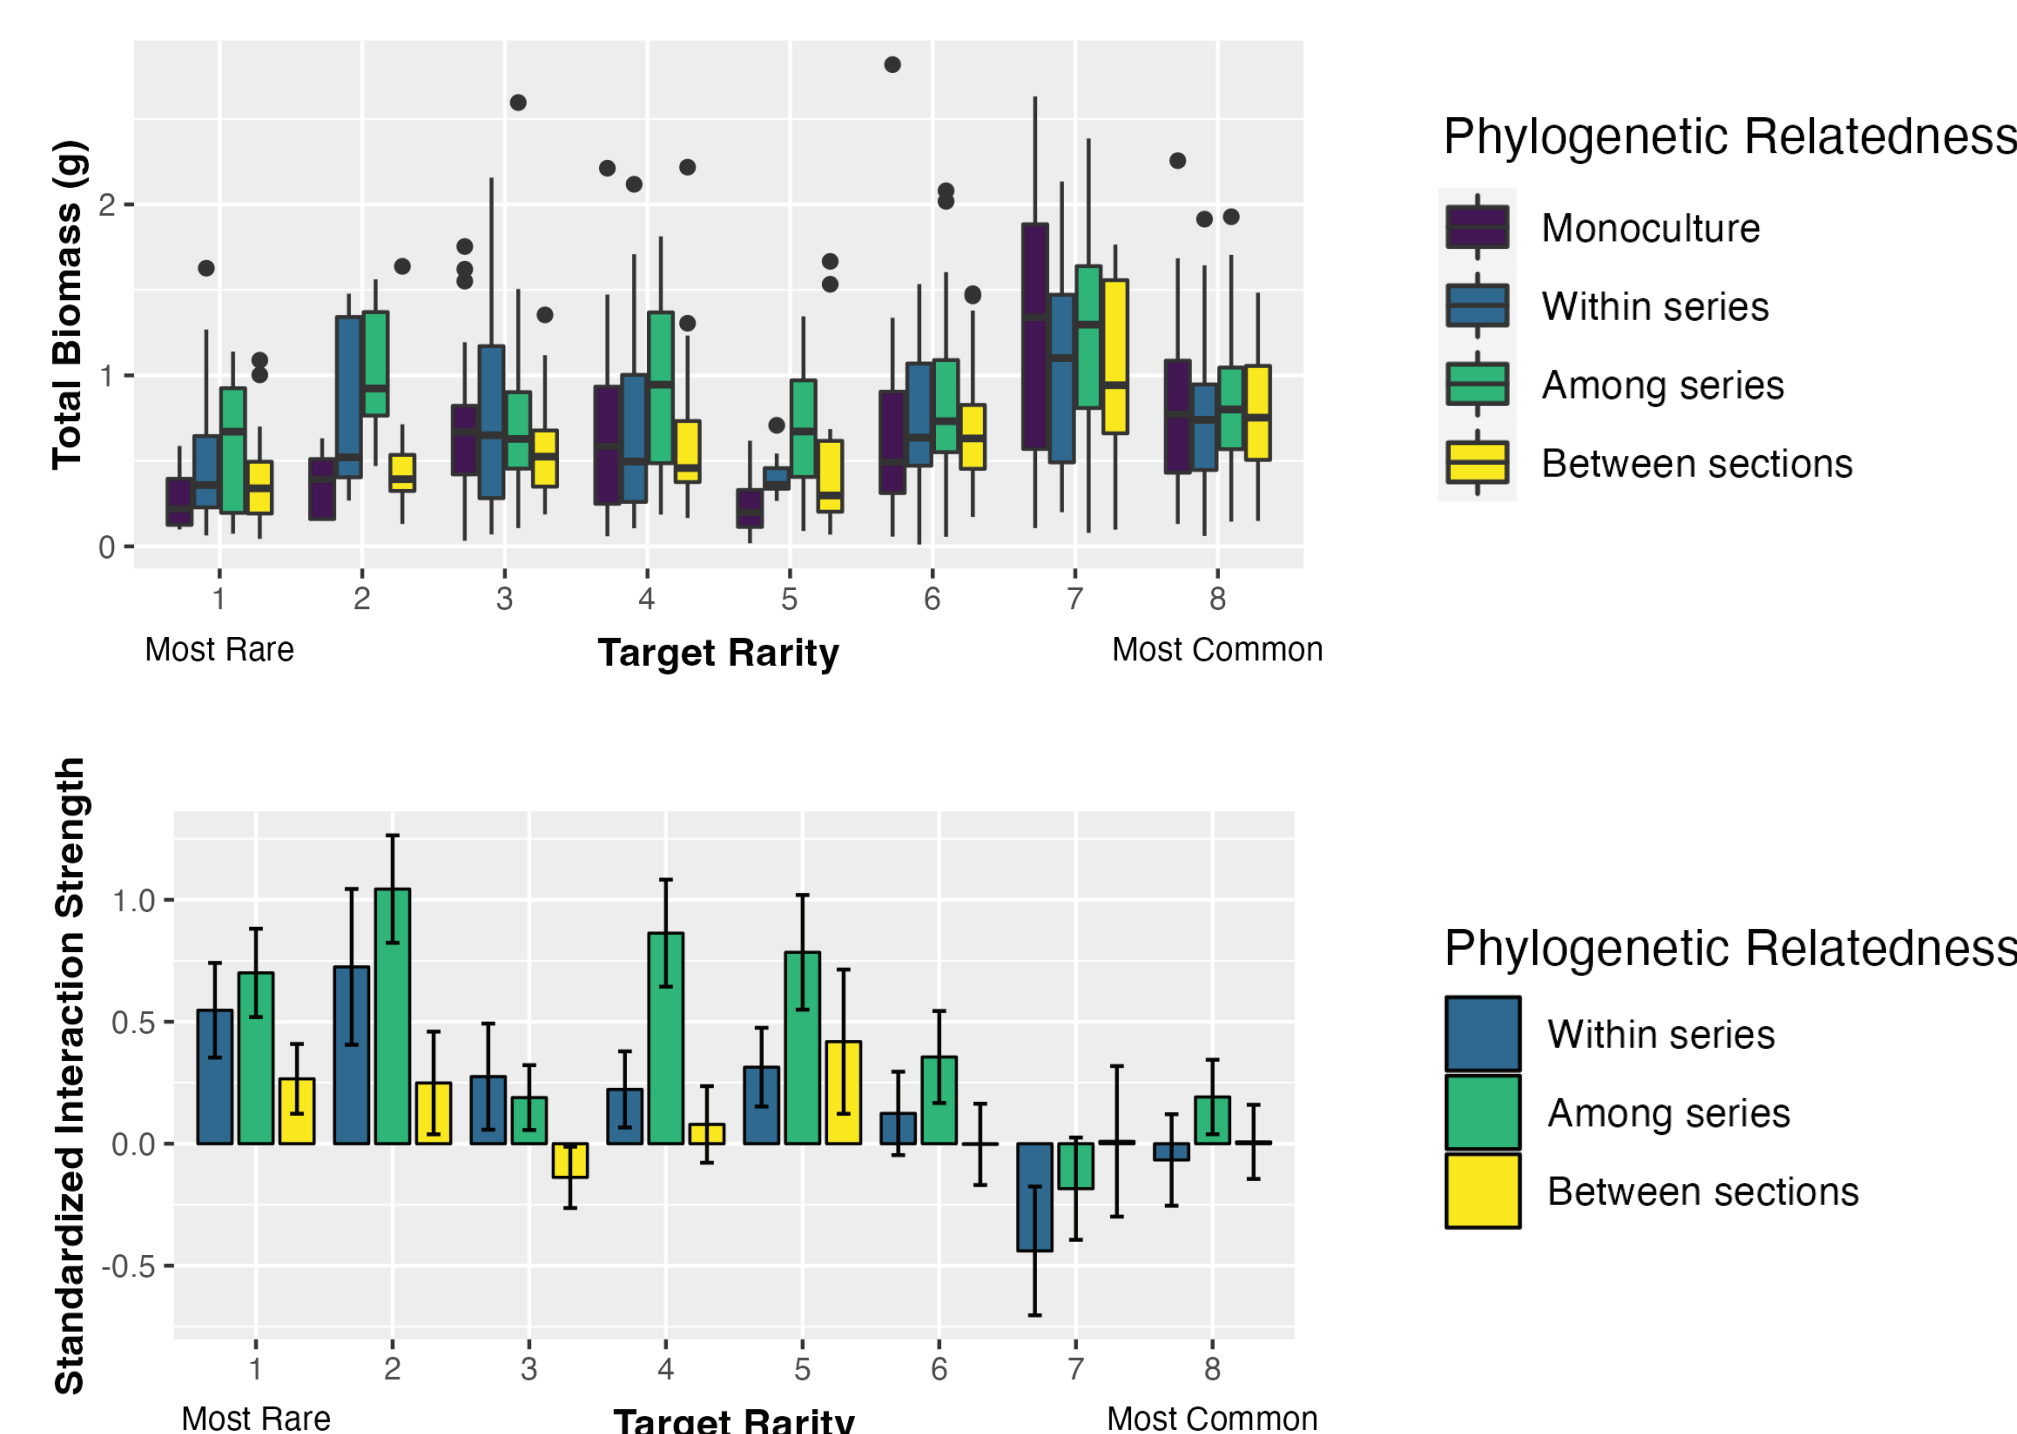 Total Biomass (g)
2
1
0
1 2 3 4 5 6 7 8
Most Rare Target Rarity Most Common
Phylogenetic Relatedness
Monoculture
Within series
Among series
Between sections
Standardized Interaction Strength
1.0
0.5
0.0
-0.5
1 2 3 4 5 6 7 8
Most Rare Target Rarity Most Common
Phylogenetic Relatedness
Within series
Among series
Between sections